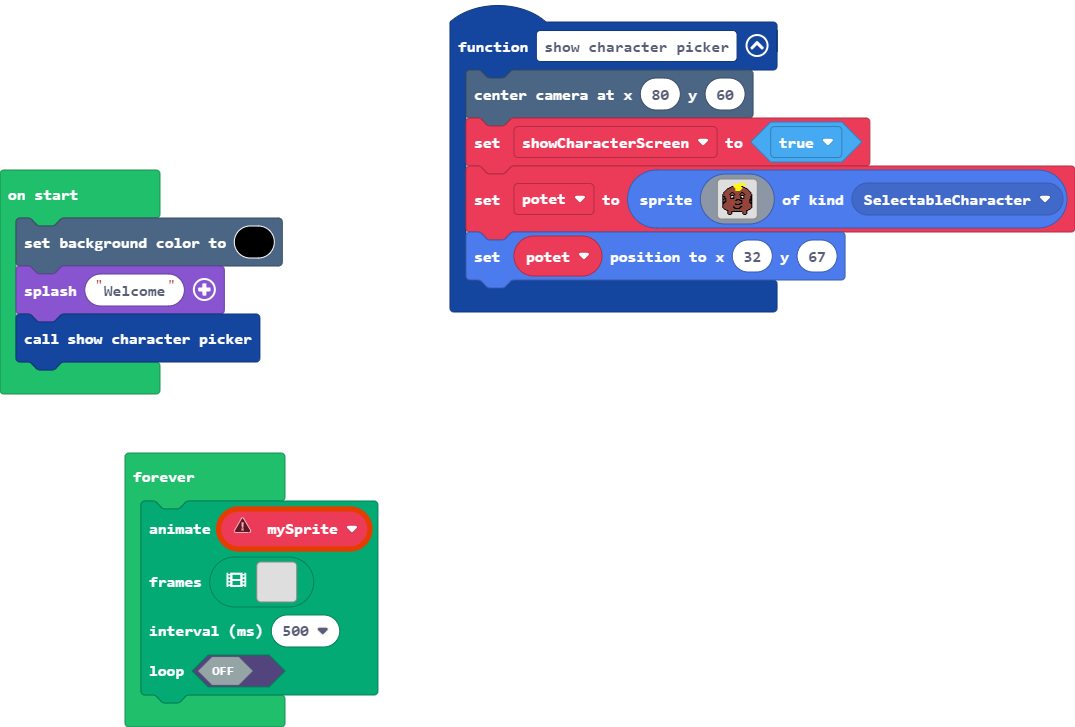 function show character picker
center camera at x 80 y 60
set showCharacterScreen to true
set potet to sprite of kind SelectableCharacter
set potet position to x 32 y 67
on start
set background color to
splash "Welcome"
call show character picker
forever
animate mySprite
frames
interval (ms) 500
loop OFF